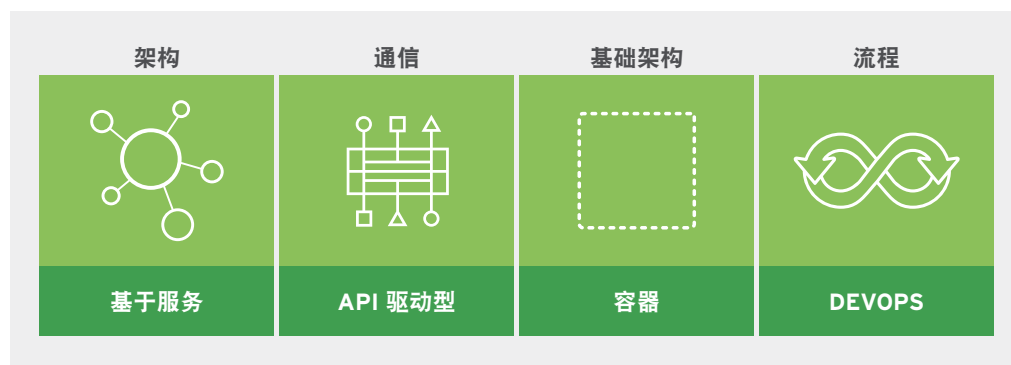 架构
通信
基础架构
流程
基于服务
API 驱动型
容器
DEVOPS